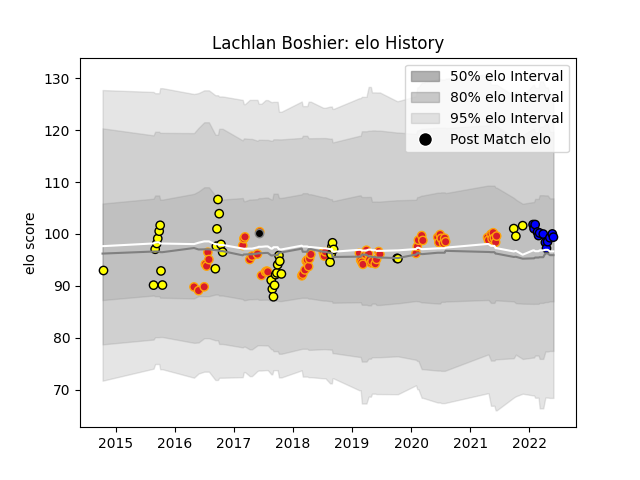 Lachlan Boshier: elo History
130
120
110
100
90
80
70
elo score
50% elo Interval
80% elo Interval
95% elo Interval
Post Match elo
2015 2016 2017 2018 2019 2020 2021 2022